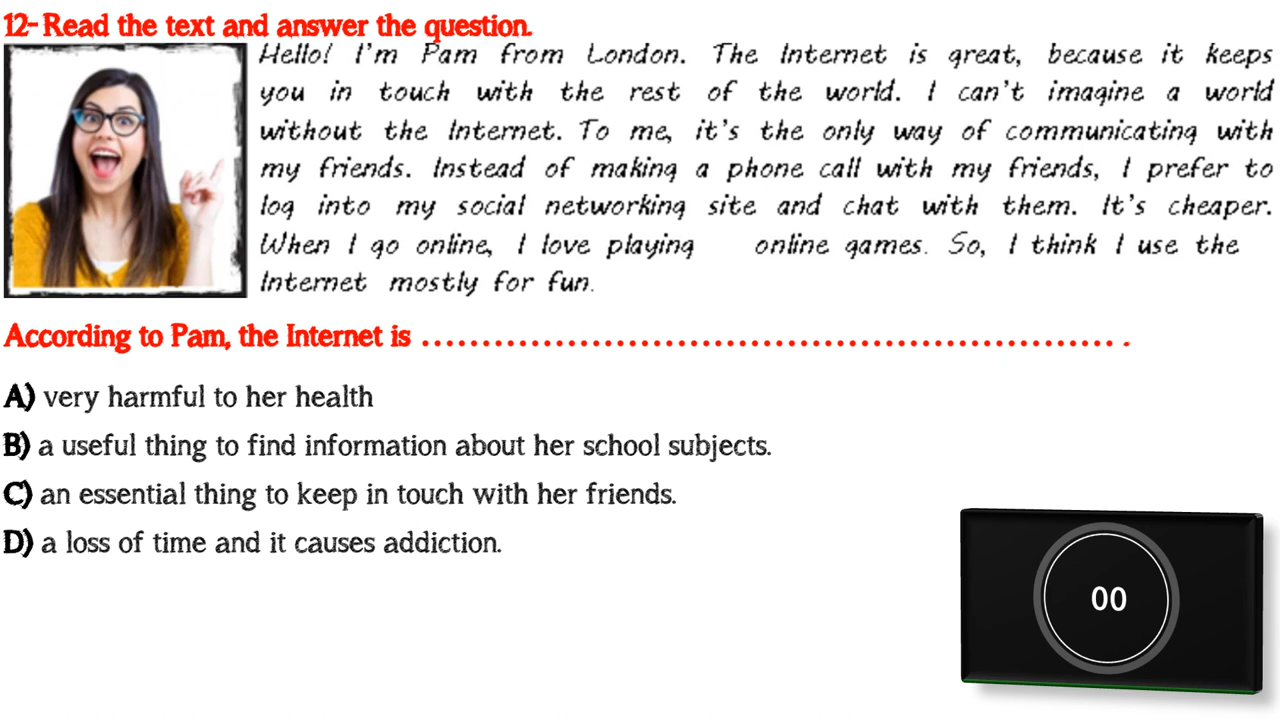 12- Read the text and answer the question.
Hello! I'm Pam from London. The Internet is great, because it keeps
you in touch with the rest of the world. I can't imagine a world
without the Internet. To me, it's the only way of communicating with
my friends. Instead of making a phone call with my friends, I prefer to
log into my social networking site and chat with them. It's cheaper.
When I go online, I love playing online games. So, I think I use the
Internet mostly for fun.
According to Pam, the Internet is ............................................................ .
A) very harmful to her health
B) a useful thing to find information about her school subjects.
C) an essential thing to keep in touch with her friends.
D) a loss of time and it causes addiction.
00